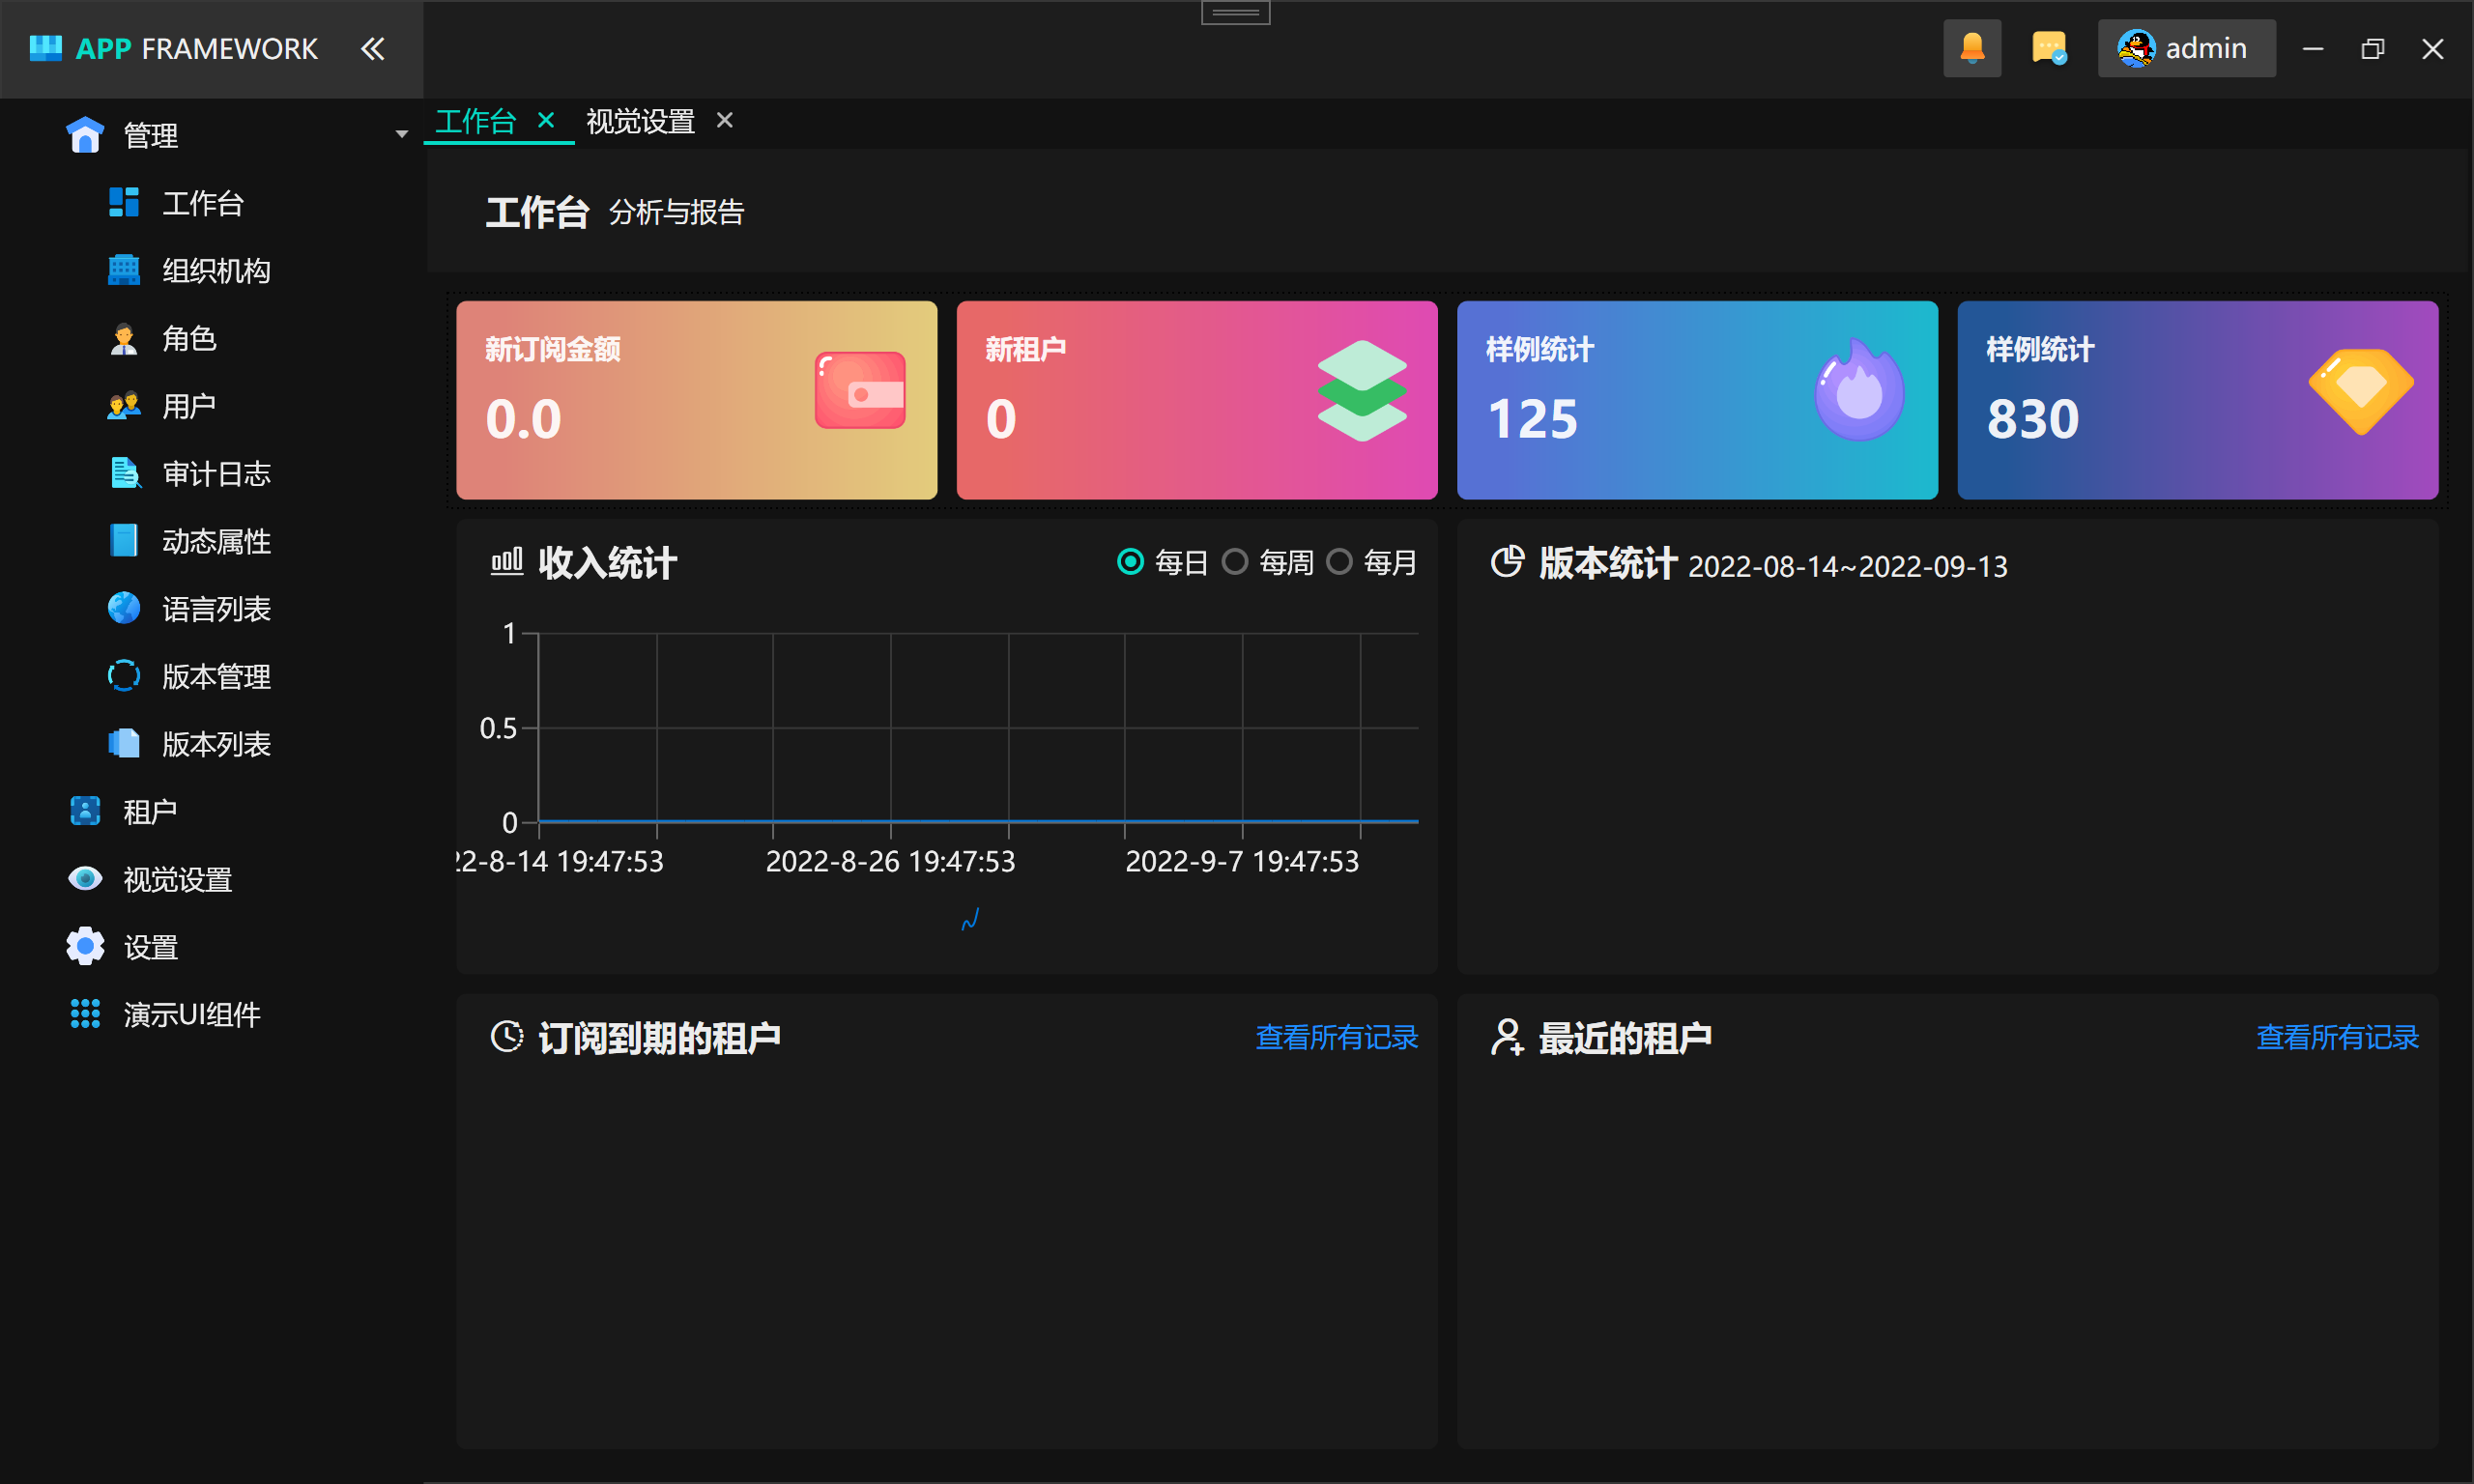 APP FRAMEWORK
admin
管理
工作台
组织机构
角色
用户
审计日志
动态属性
语言列表
版本管理
版本列表
租户
视觉设置
设置
演示UI组件
工作台 视觉设置
工作台 分析与报告
新订阅金额
0.0
新租户
0
样例统计
125
样例统计
830
收入统计 每日 每周 每月
1
0.5
0
22-8-14 19:47:53 2022-8-26 19:47:53 2022-9-7 19:47:53
版本统计 2022-08-14~2022-09-13
订阅到期的租户 查看所有记录
最近的租户 查看所有记录